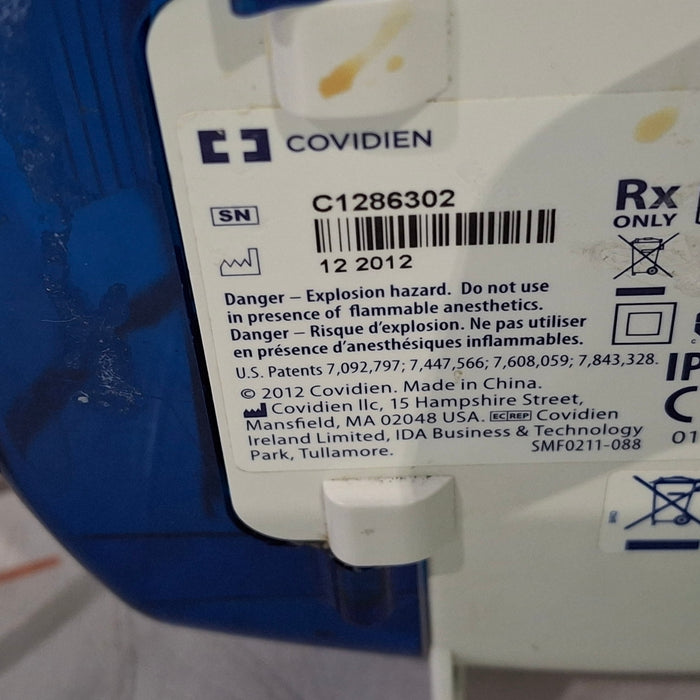 COVIDIEN
SN
C1286302
12 2012
Rx
ONLY
Danger – Explosion hazard. Do not use
in presence of flammable anesthetics.
Danger – Risque d'explosion. Ne pas utiliser
en présence d'anesthésiques inflammables.
U.S. Patents 7,092,797; 7,447,566; 7,608,059; 7,843,328.
© 2012 Covidien. Made in China.
Covidien llc, 15 Hampshire Street,
Mansfield, MA 02048 USA. EC REP Covidien
Ireland Limited, IDA Business & Technology
Park, Tullamore.
SMF0211-088
IP
01